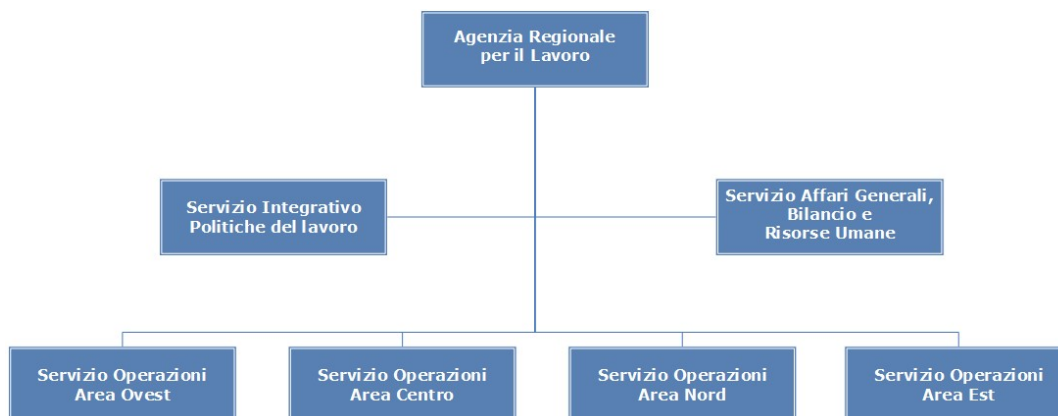 Agenzia Regionale
per il Lavoro
Servizio Integrativo
Politiche del lavoro
Servizio Affari Generali,
Bilancio e
Risorse Umane
Servizio Operazioni
Area Ovest
Servizio Operazioni
Area Centro
Servizio Operazioni
Area Nord
Servizio Operazioni
Area Est